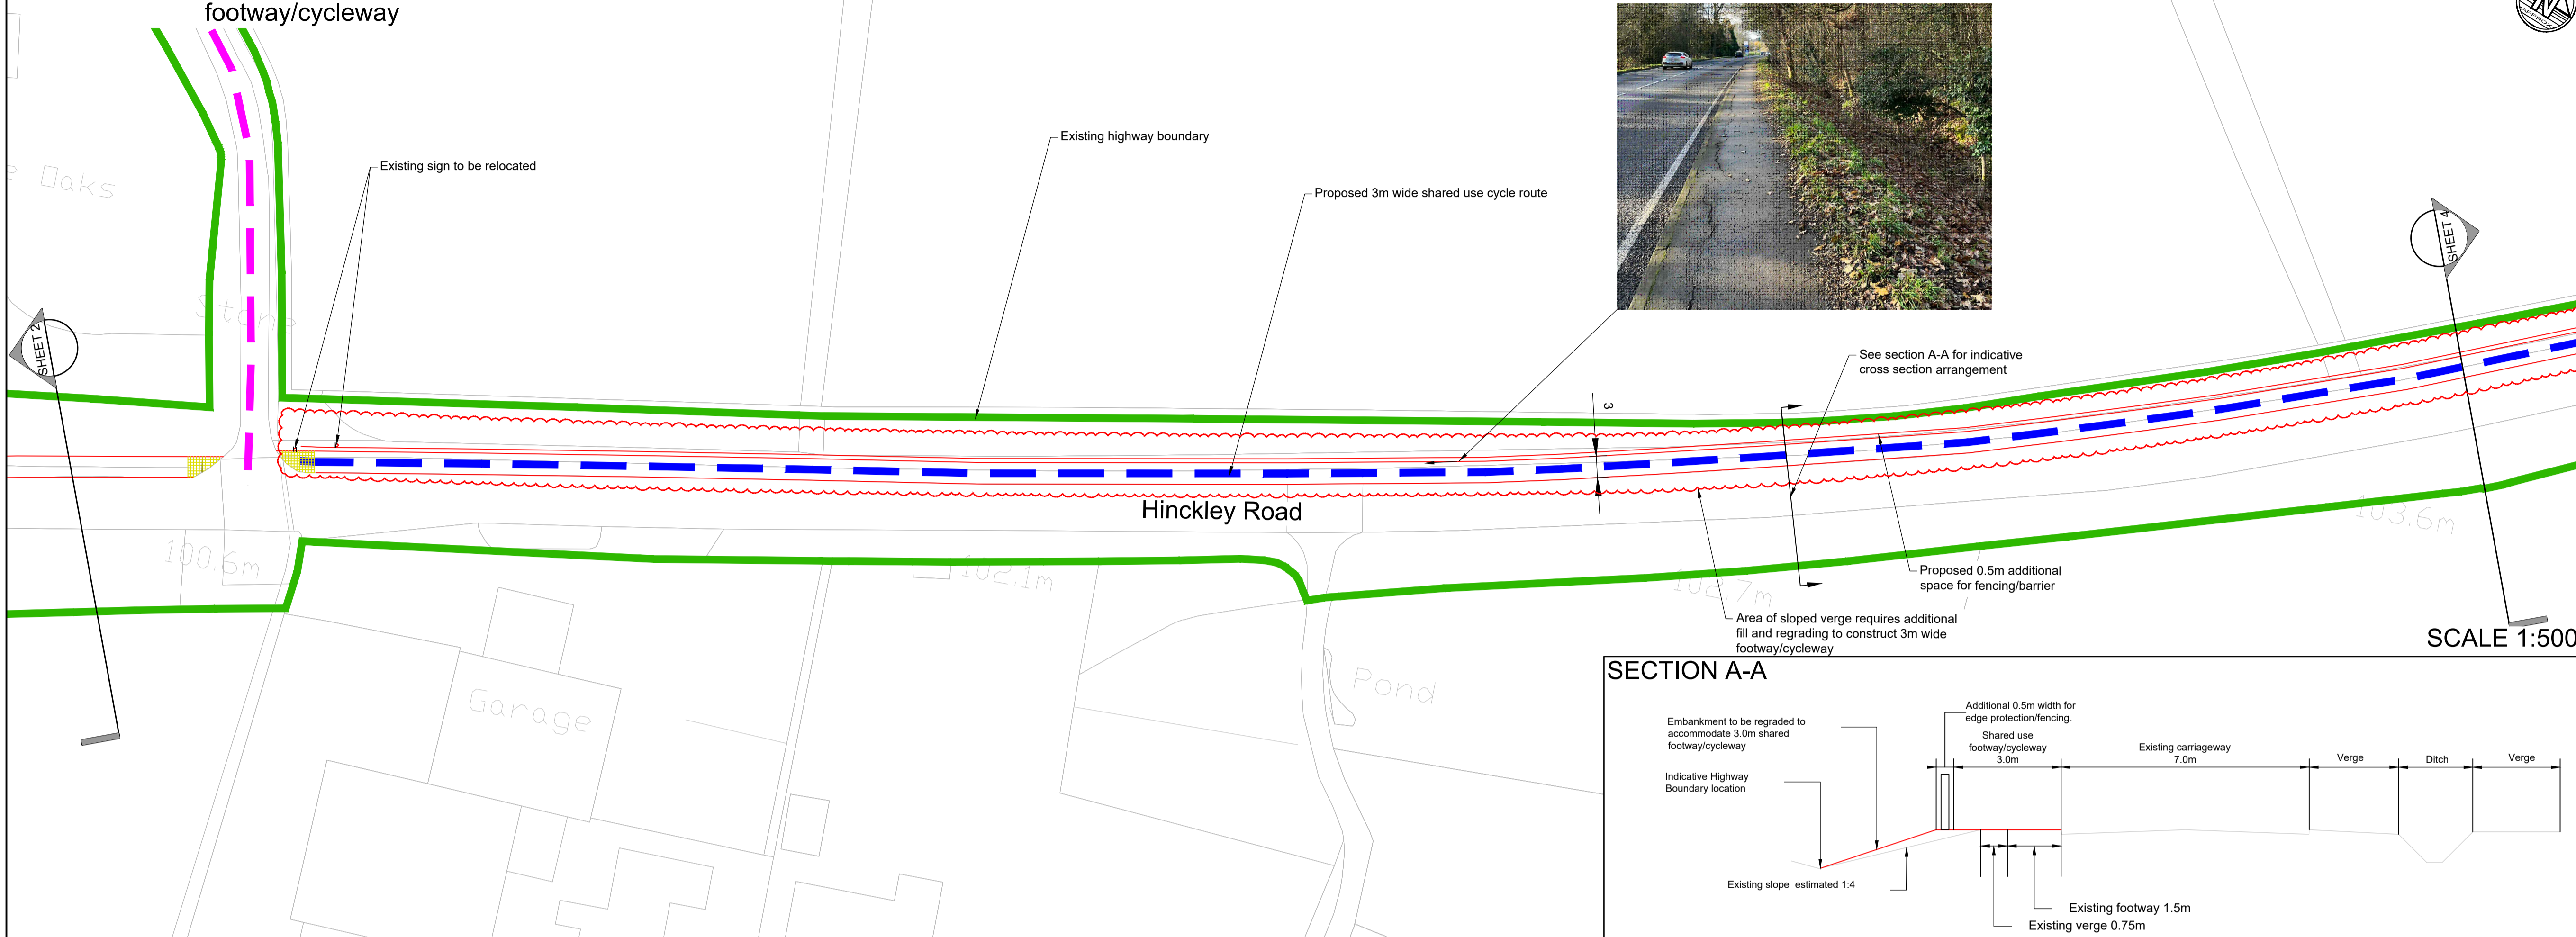 footway/cycleway
APPROX
Existing sign to be relocated
Existing highway boundary
Proposed 3m wide shared use cycle route
Oaks
Stone
SHEET 2
SHEET 4
See section A-A for indicative
cross section arrangement
3
Hinckley Road
100.6m
102.1m
102.7m
103.6m
Proposed 0.5m additional
space for fencing/barrier
Area of sloped verge requires additional
fill and regrading to construct 3m wide
footway/cycleway
SCALE 1:500
Garage
Pond
SECTION A-A
Additional 0.5m width for
edge protection/fencing.
Embankment to be regraded to
accommodate 3.0m shared
footway/cycleway
Shared use
footway/cycleway
3.0m
Existing carriageway
7.0m
Verge
Ditch
Verge
Indicative Highway
Boundary location
Existing slope estimated 1:4
Existing footway 1.5m
Existing verge 0.75m